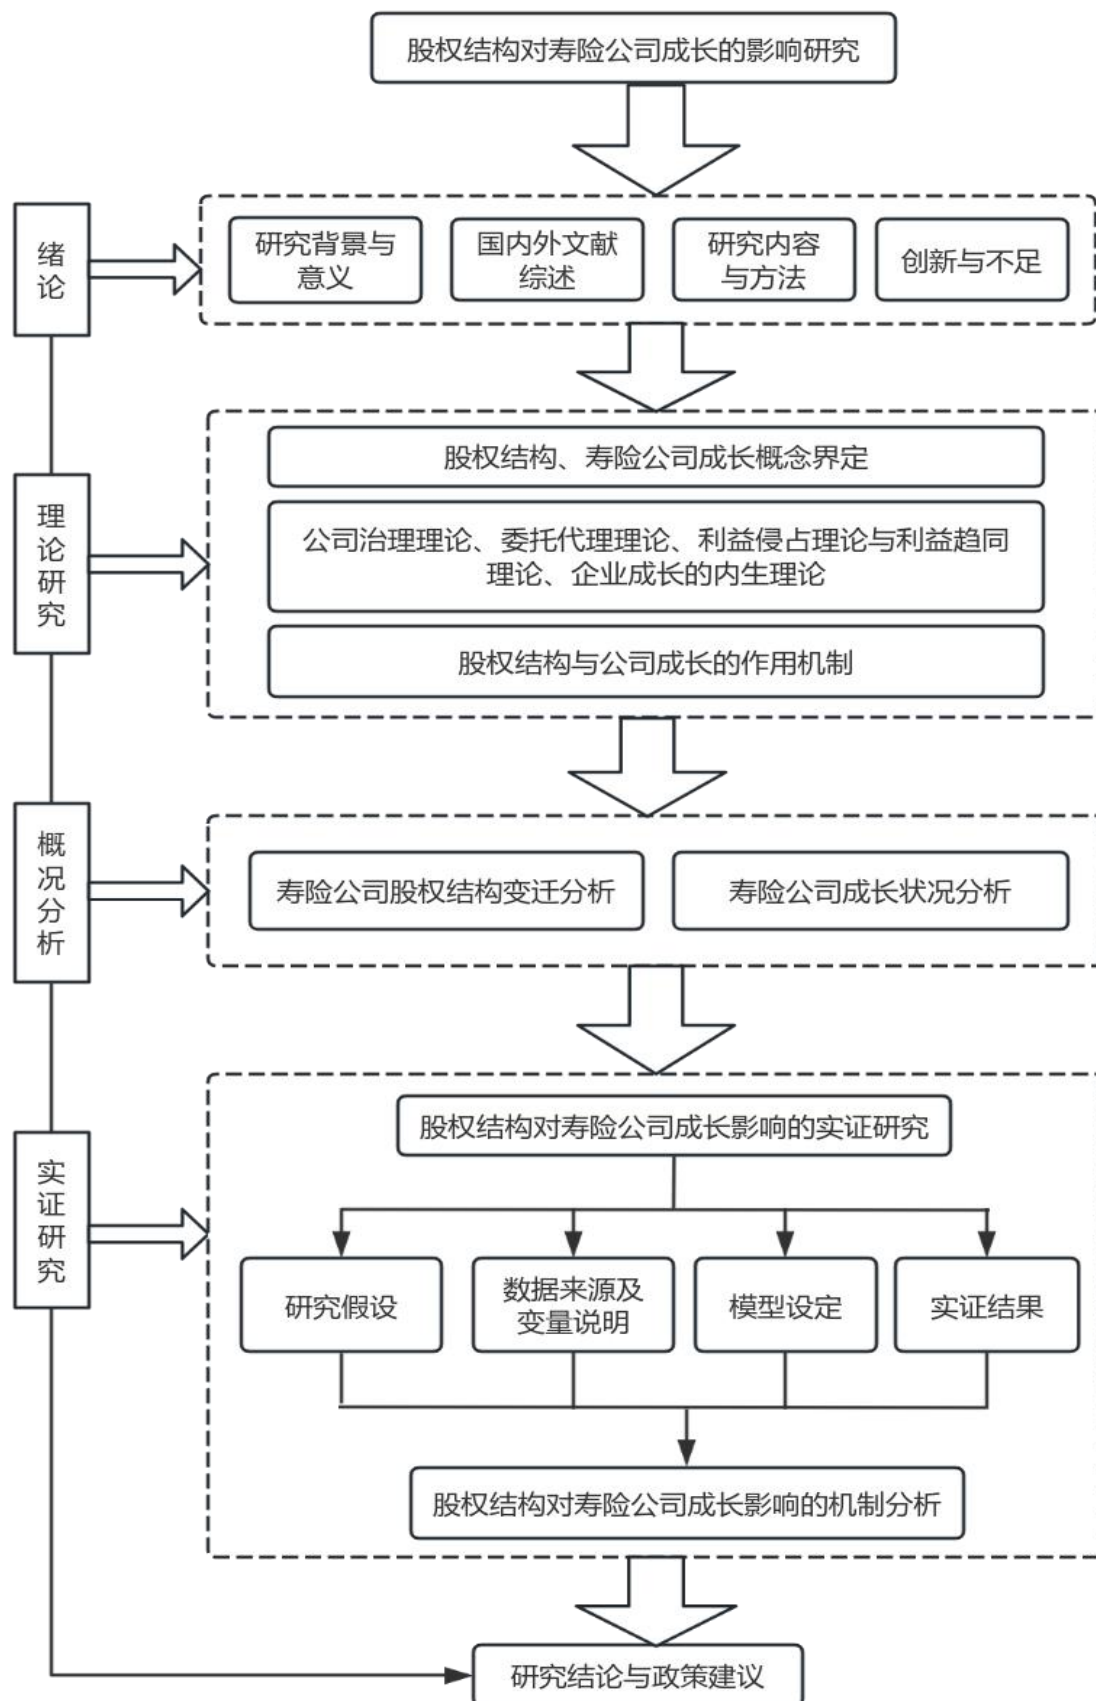 股权结构对寿险公司成长的影响研究
绪论
研究背景与
意义
国内外文献
综述
研究内容
与方法
创新与不足
理论研究
股权结构、寿险公司成长概念界定
公司治理理论、委托代理理论、利益侵占理论与利益趋同
理论、企业成长的内生理论
股权结构与公司成长的作用机制
概况分析
寿险公司股权结构变迁分析
寿险公司成长状况分析
实证研究
股权结构对寿险公司成长影响的实证研究
研究假设
数据来源及
变量说明
模型设定
实证结果
股权结构对寿险公司成长影响的机制分析
研究结论与政策建议